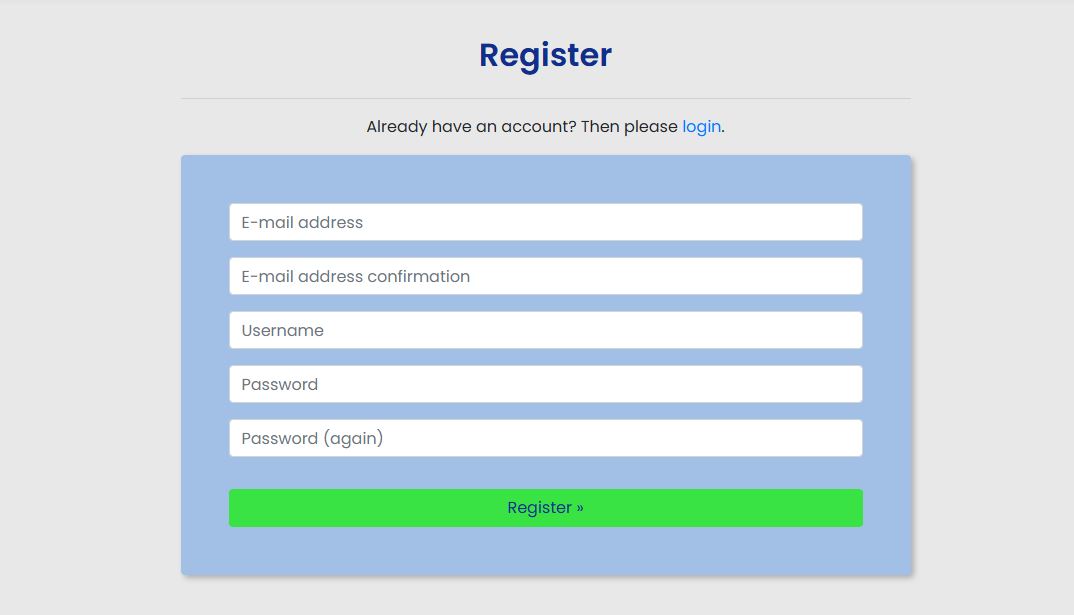 Register
Already have an account? Then please login.
E-mail address
E-mail address confirmation
Username
Password
Password (again)
Register »